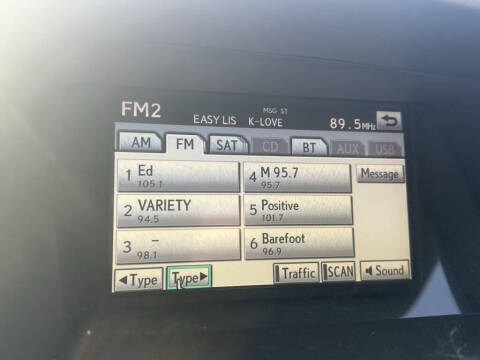 MSG ST
FM2 EASY LIS K-LOVE 89.5MHz
AM FM SAT CD BT AUX USB
1 Ed 105.1
4 M 95.7 95.7
Message
2 VARIETY 94.5
5 Positive 101.7
3 - 98.1
6 Barefoot 96.9
◀Type Type▶ Traffic SCAN Sound